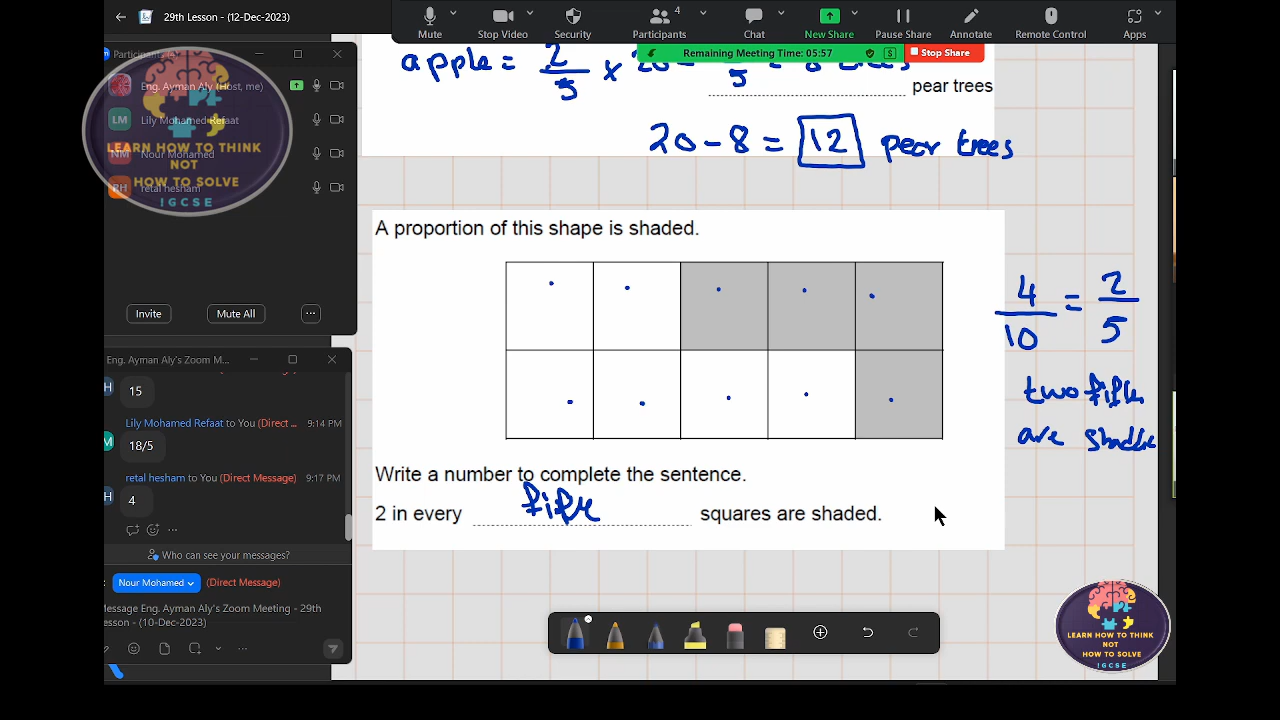 29th Lesson - (12-Dec-2023)
Mute
Stop Video
Security
Participants
4
Chat
New Share
Pause Share
Annotate
Remote Control
Apps
Remaining Meeting Time: 05:57
Stop Share
Eng. Ayman Aly (Host, me)
LM Lily Mohamed Refaat
NM Nour Mohamed
RH retal hesham
LEARN HOW TO THINK
NOT
HOW TO SOLVE
IGCSE
Invite
Mute All
Eng. Ayman Aly's Zoom M...
15
Lily Mohamed Refaat to You (Direct ... 9:14 PM
18/5
retal hesham to You (Direct Message) 9:17 PM
4
Who can see your messages?
Nour Mohamed (Direct Message)
essage Eng. Ayman Aly's Zoom Meeting - 29th
esson - (10-Dec-2023)
apple = 2/5 x
pear trees
20 - 8 = 12 pear trees
A proportion of this shape is shaded.
4/10 = 2/5
two
are
Write a number to complete the sentence.
2 in every squares are shaded.
LEARN HOW TO THINK
NOT
HOW TO SOLVE
IGCSE